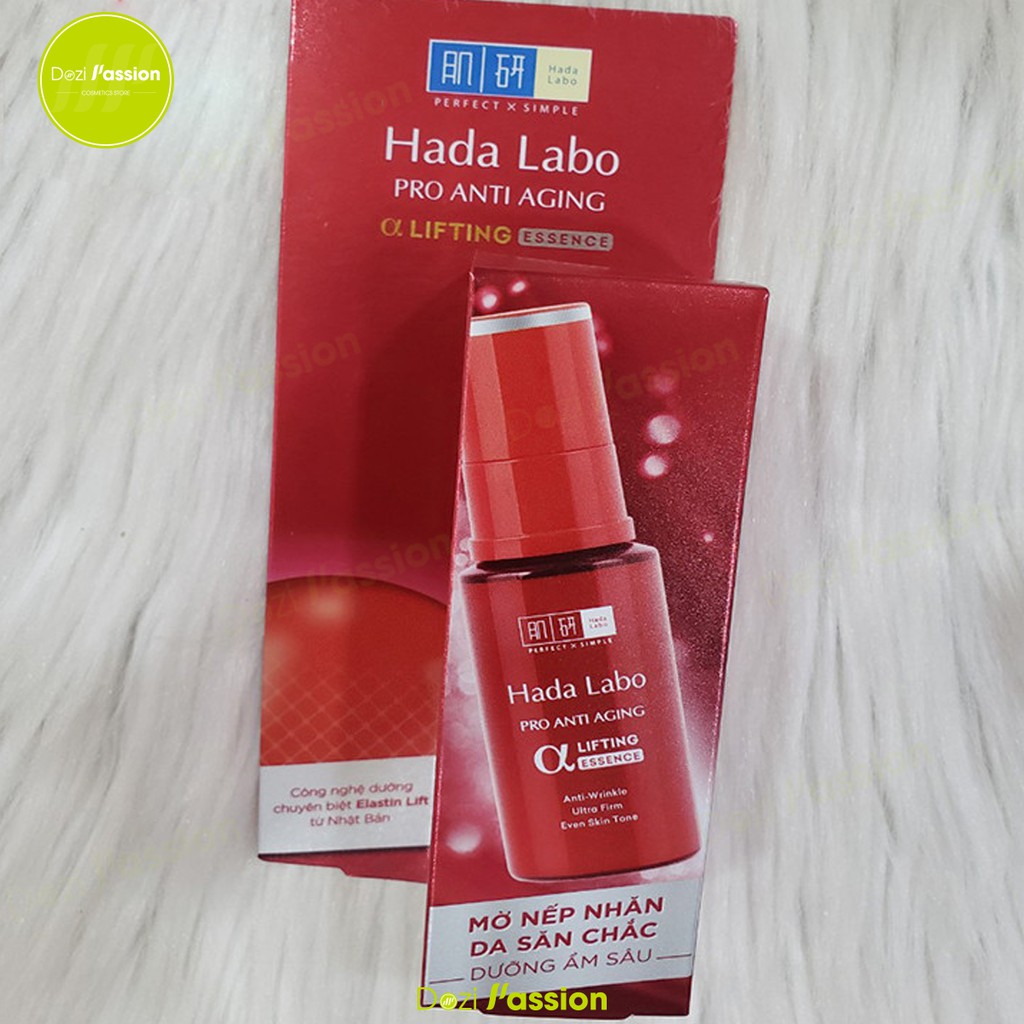 Dozi Passion
COSMETICS STORE
肌 研
Hada
Labo
PERFECT × SIMPLE
Hada Labo
PRO ANTI AGING
α LIFTING ESSENCE
Công nghệ dưỡng
chuyên biệt Elastin Lift
từ Nhật Bản
肌 研
Hada
Labo
PERFECT × SIMPLE
Hada Labo
PRO ANTI AGING
α LIFTING
ESSENCE
Anti-Wrinkle
Ultra Firm
Even Skin Tone
MỜ NẾP NHĂN
DA SĂN CHẮC
DƯỠNG ẨM SÂU
Dozi Passion